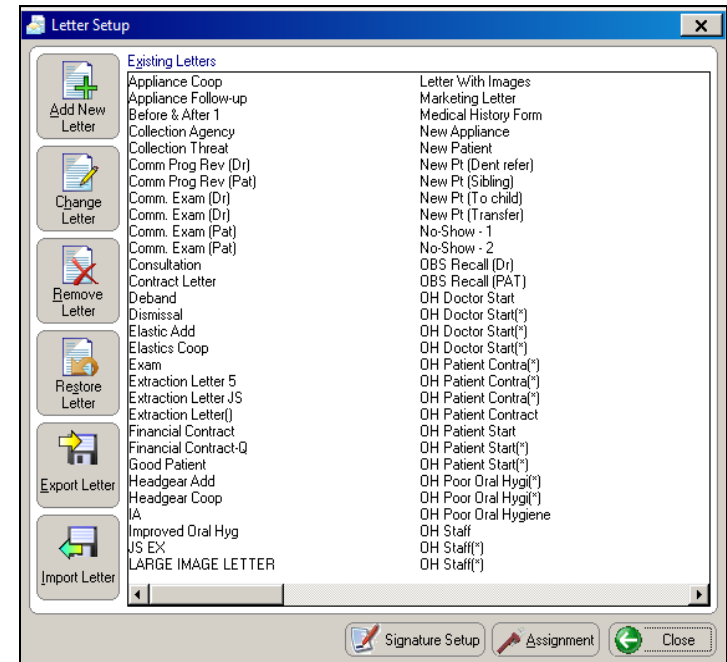 Letter Setup
Existing Letters
Add New
Letter
Change
Letter
Remove
Letter
Restore
Letter
Export Letter
Import Letter
Appliance Coop
Appliance Follow-up
Before & After 1
Collection Agency
Collection Threat
Comm Prog Rev (Dr)
Comm Prog Rev (Pat)
Comm. Exam (Dr)
Comm. Exam (Dr)
Comm. Exam (Pat)
Comm. Exam (Pat)
Consultation
Contract Letter
Deband
Dismissal
Elastic Add
Elastics Coop
Exam
Extraction Letter 5
Extraction Letter JS
Extraction Letter()
Financial Contract
Financial Contract-Q
Good Patient
Headgear Add
Headgear Coop
IA
Improved Oral Hyg
JS EX
LARGE IMAGE LETTER
Letter With Images
Marketing Letter
Medical History Form
New Appliance
New Patient
New Pt (Dent refer)
New Pt (Sibling)
New Pt (To child)
New Pt (Transfer)
No-Show - 1
No-Show - 2
OBS Recall (Dr)
OBS Recall (PAT)
OH Doctor Start
OH Doctor Start(*)
OH Doctor Start(*)
OH Doctor Start(*)
OH Patient Contra(*)
OH Patient Contra(*)
OH Patient Contra(*)
OH Patient Contract
OH Patient Start
OH Patient Start(*)
OH Patient Start(*)
OH Poor Oral Hygi(*)
OH Poor Oral Hygi(*)
OH Poor Oral Hygiene
OH Staff
OH Staff(*)
OH Staff(*)
Signature Setup
Assignment
Close